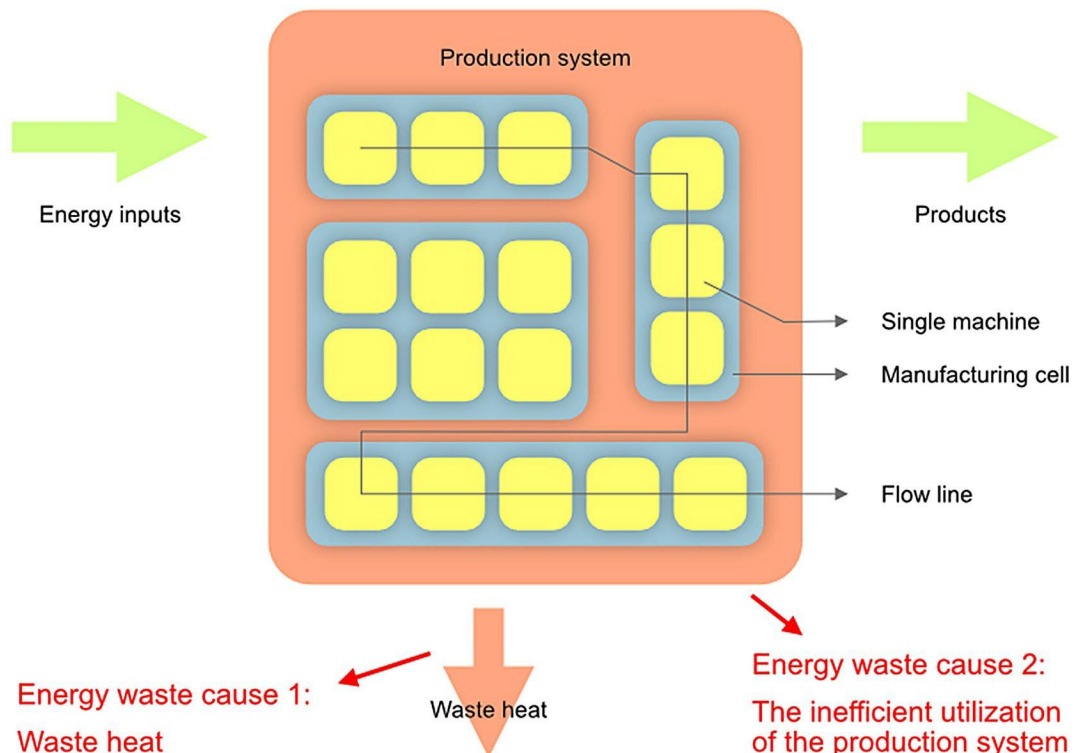 Production system
Energy inputs
Products
Single machine
Manufacturing cell
Flow line
Energy waste cause 1:
Waste heat
Waste heat
Energy waste cause 2:
The inefficient utilization
of the production system